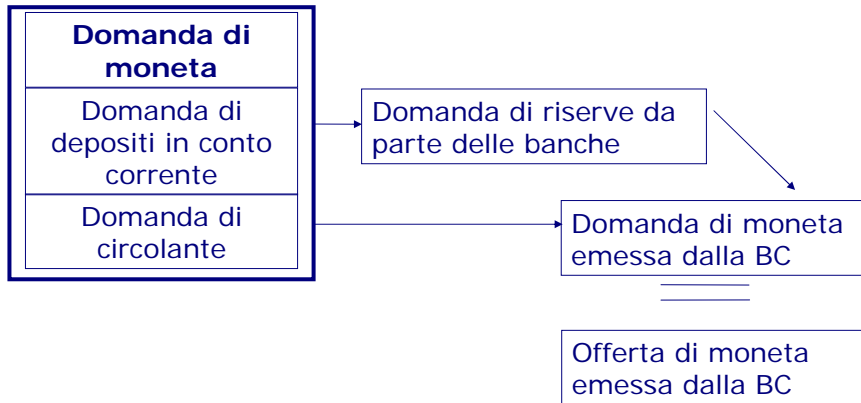 Domanda di
moneta
Domanda di
depositi in conto
corrente
Domanda di
circolante
Domanda di riserve da
parte delle banche
Domanda di moneta
emessa dalla BC
Offerta di moneta
emessa dalla BC